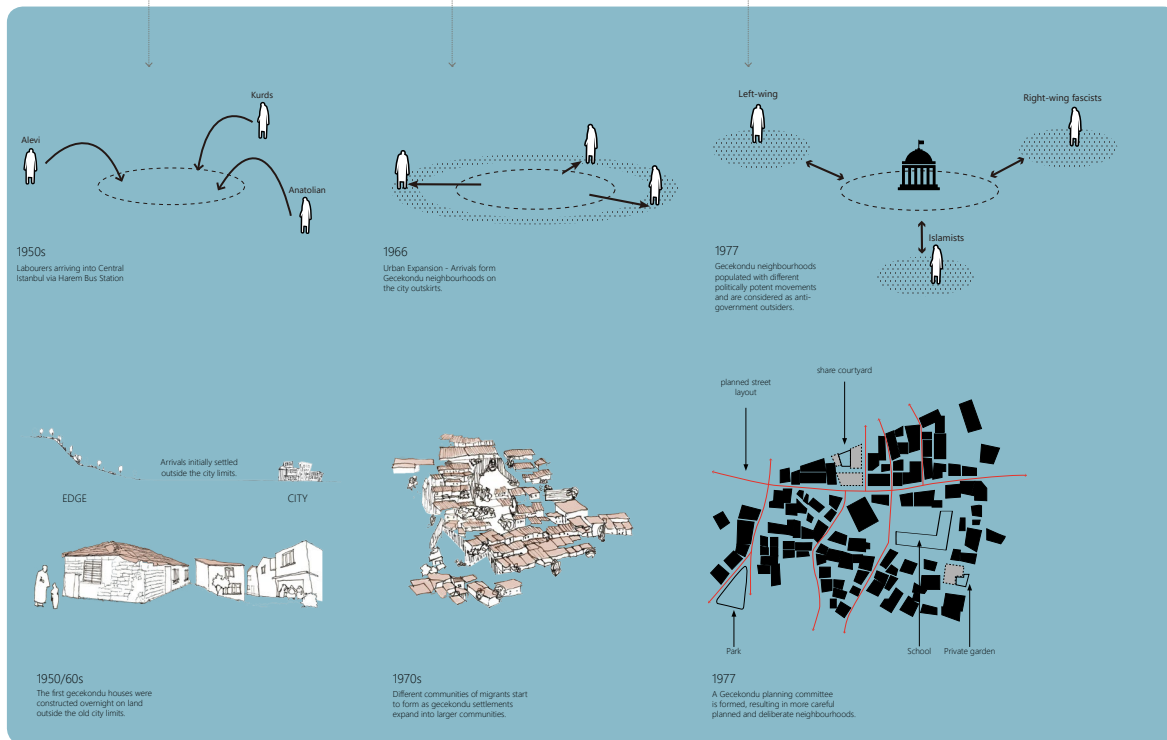 Kurds
Alevi
Anatolian
1950s
Labourers arriving into Central
Istanbul via Harem Bus Station
1966
Urban Expansion - Arrivals form
Gecekondu neighbourhoods on
the city outskirts.
Left-wing
Right-wing fascists
Islamists
1977
Gecekondu neighbourhoods
populated with different
politically potent movements
and are considered as anti-
government outsiders.
Arrivals initially settled
outside the city limits.
EDGE
CITY
1950/60s
The first gecekondu houses were
constructed overnight on land
outside the old city limits.
1970s
Different communities of migrants start
to form as gecekondu settlements
expand into larger communities.
share courtyard
planned street
layout
Park
School
Private garden
1977
A Gecekondu planning committee
is formed, resulting in more careful
planned and deliberate neighbourhoods.